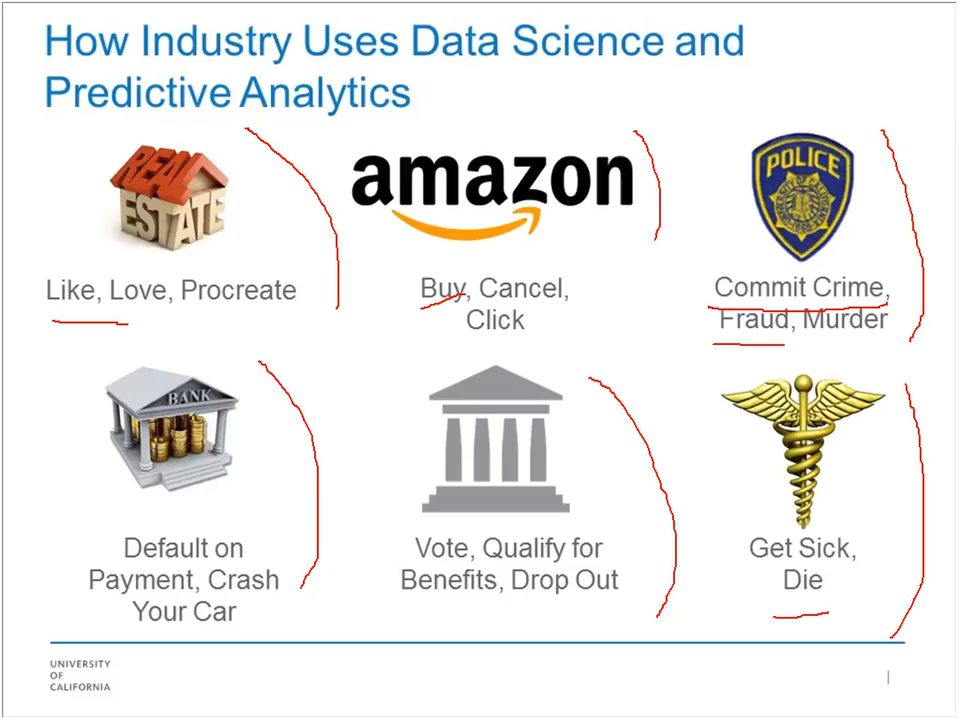 How Industry Uses Data Science and
Predictive Analytics
REAL
ESTATE
Like, Love, Procreate
amazon
Buy, Cancel,
Click
POLICE
Commit Crime,
Fraud, Murder
BANK
Default on
Payment, Crash
Your Car
Vote, Qualify for
Benefits, Drop Out
Get Sick,
Die
UNIVERSITY
OF
CALIFORNIA